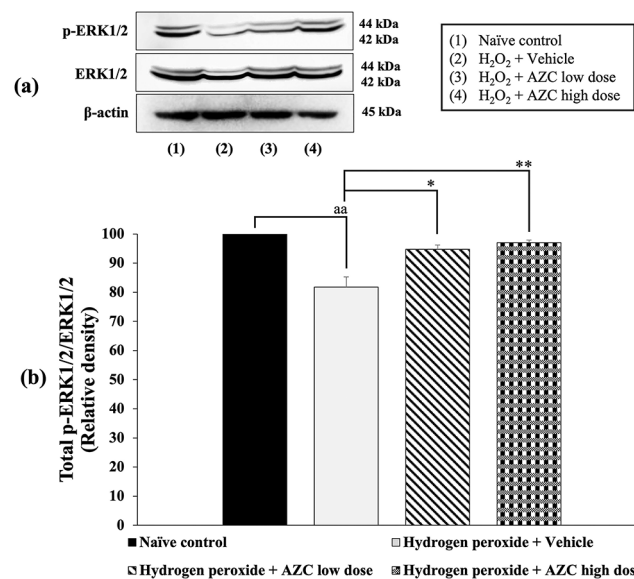 p-ERK1/2
44 kDa
42 kDa
ERK1/2
44 kDa
42 kDa
β-actin
45 kDa
(a)
(1) (2) (3) (4)
(1) Naïve control
(2) H₂O₂ + Vehicle
(3) H₂O₂ + AZC low dose
(4) H₂O₂ + AZC high dose
(b)
Total p-ERK1/2/ERK1/2
(Relative density)
100
90
80
70
60
50
40
30
20
10
0
aa
*
**
Naïve control
Hydrogen peroxide + Vehicle
Hydrogen peroxide + AZC low dose
Hydrogen peroxide + AZC high dos